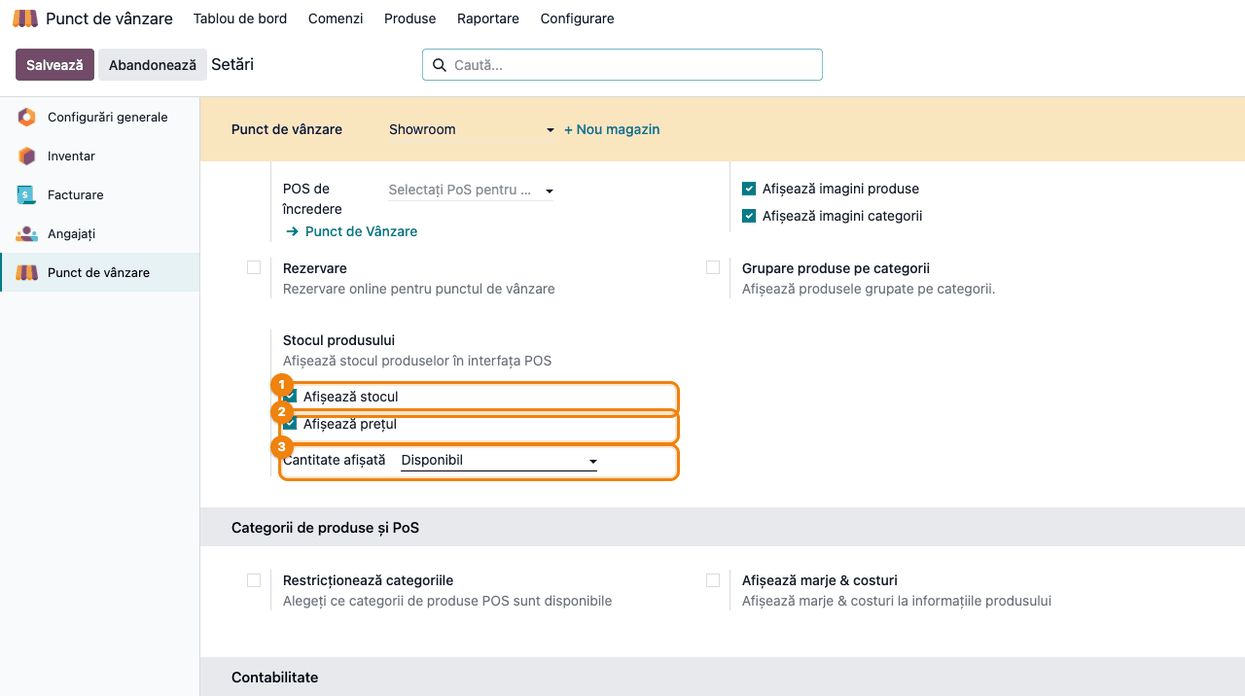 Punct de vânzare Tablou de bord Comenzi Produse Raportare Configurare
Salvează Abandonează Setări Caută...
Configurări generale
Inventar
Facturare
Angajați
Punct de vânzare
Punct de vânzare Showroom + Nou magazin
POS de încredere Selectați PoS pentru ...
→ Punct de Vânzare
Afișează imagini produse
Afișează imagini categorii
Rezervare
Rezervare online pentru punctul de vânzare
Grupare produse pe categorii
Afișează produsele grupate pe categorii.
Stocul produsului
Afișează stocul produselor în interfața POS
1 Afișează stocul
2 Afișează prețul
3 Cantitate afișată Disponibil
Categorii de produse și PoS
Restricționează categoriile
Alegeți ce categorii de produse POS sunt disponibile
Afișează marje & costuri
Afișează marje & costuri la informațiile produsului
Contabilitate